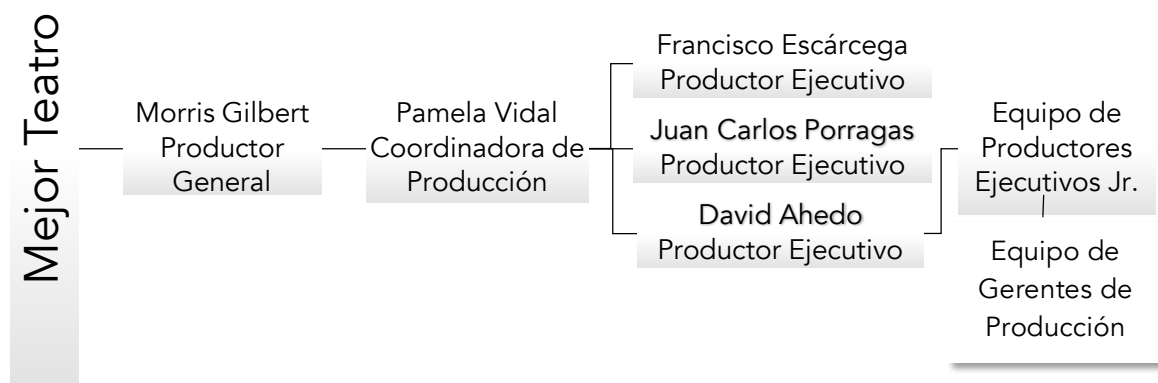 Mejor Teatro
Morris Gilbert
Productor
General
Pamela Vidal
Coordinadora de
Producción
Francisco Escárcega
Productor Ejecutivo
Juan Carlos Porragas
Productor Ejecutivo
David Ahedo
Productor Ejecutivo
Equipo de
Productores
Ejecutivos Jr.
Equipo de
Gerentes de
Producción